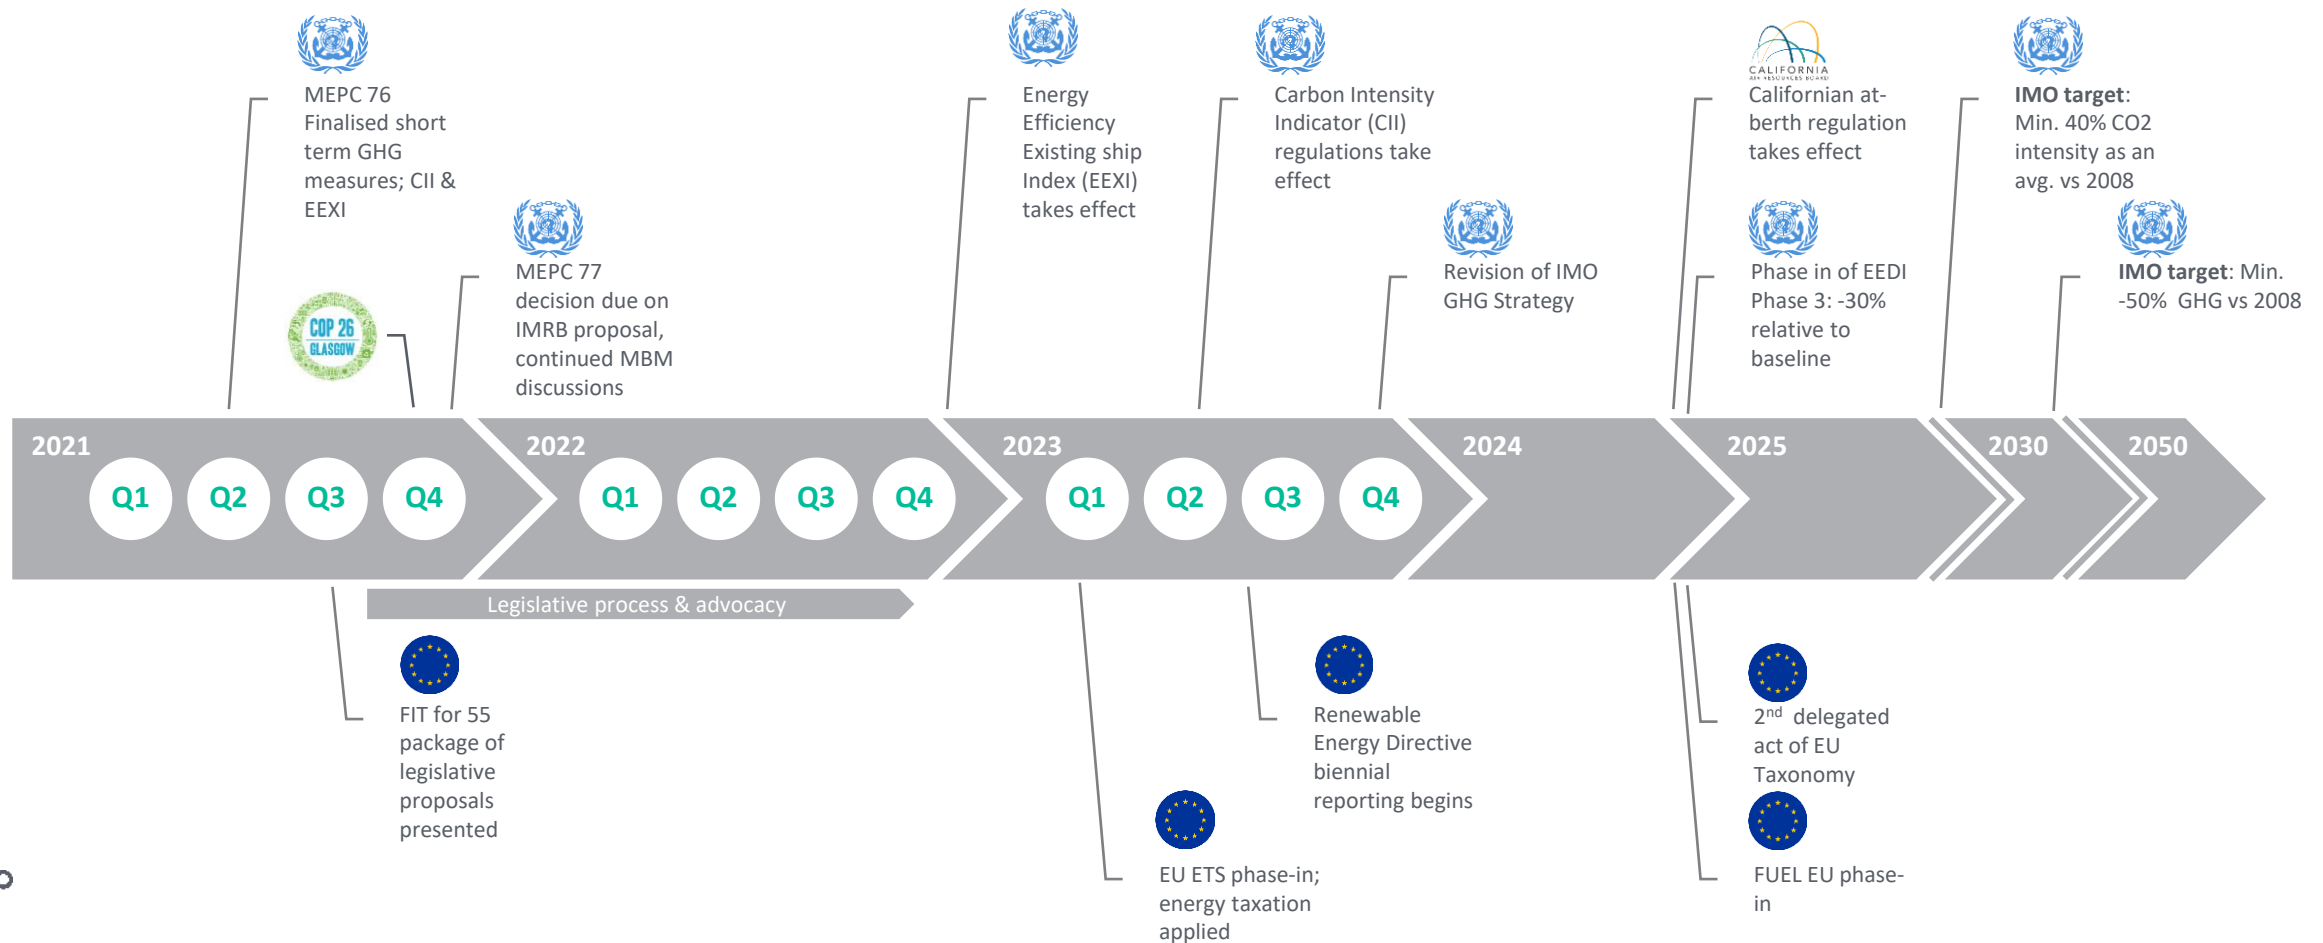 MEPC 76
Finalised short
term GHG
measures; CII &
EEXI
COP 26
GLASGOW
MEPC 77
decision due on
IMRB proposal,
continued MBM
discussions
Energy
Efficiency
Existing ship
Index (EEXI)
takes effect
Carbon Intensity
Indicator (CII)
regulations take
effect
Revision of IMO
GHG Strategy
CALIFORNIA
AIR RESOURCES BOARD
Californian at-
berth regulation
takes effect
Phase in of EEDI
Phase 3: -30%
relative to
baseline
IMO target:
Min. 40% CO2
intensity as an
avg. vs 2008
IMO target: Min.
-50% GHG vs 2008
2021
Q1
Q2
Q3
Q4
2022
Q1
Q2
Q3
Q4
2023
Q1
Q2
Q3
Q4
2024
2025
2030
2050
Legislative process & advocacy
FIT for 55
package of
legislative
proposals
presented
EU ETS phase-in;
energy taxation
applied
Renewable
Energy Directive
biennial
reporting begins
2nd delegated
act of EU
Taxonomy
FUEL EU phase-
in